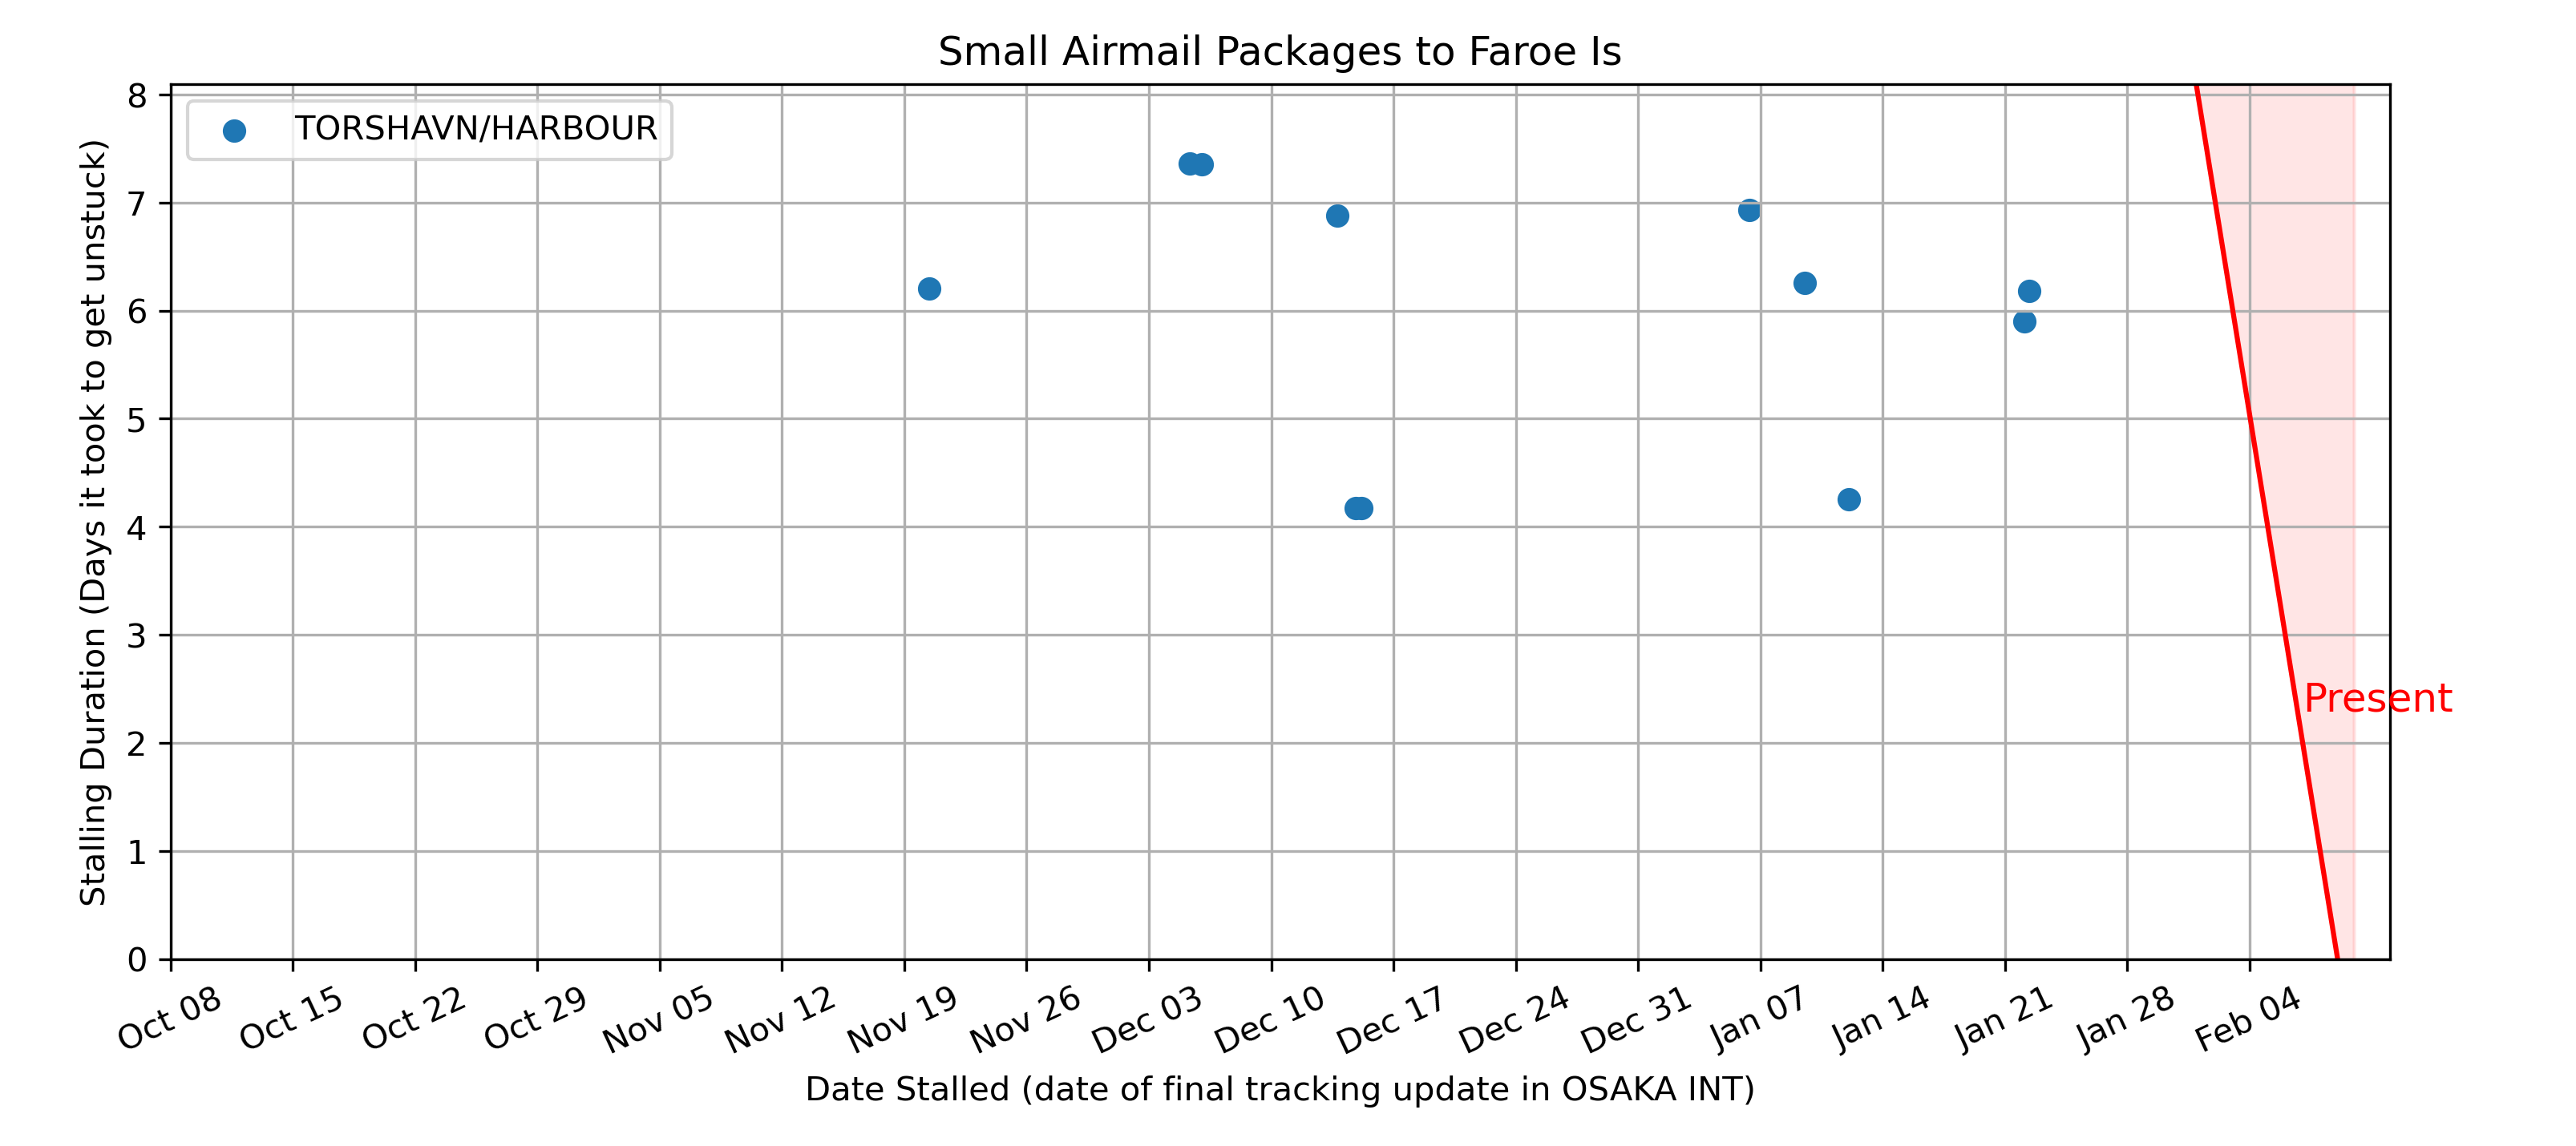 Small Airmail Packages to Faroe Is
TORSHAVN/HARBOUR
Stalling Duration (Days it took to get unstuck)
8
7
6
5
4
3
2
1
0
Present
Oct 08
Oct 15
Oct 22
Oct 29
Nov 05
Nov 12
Nov 19
Nov 26
Dec 03
Dec 10
Dec 17
Dec 24
Dec 31
Jan 07
Jan 14
Jan 21
Jan 28
Feb 04
Date Stalled (date of final tracking update in OSAKA INT)